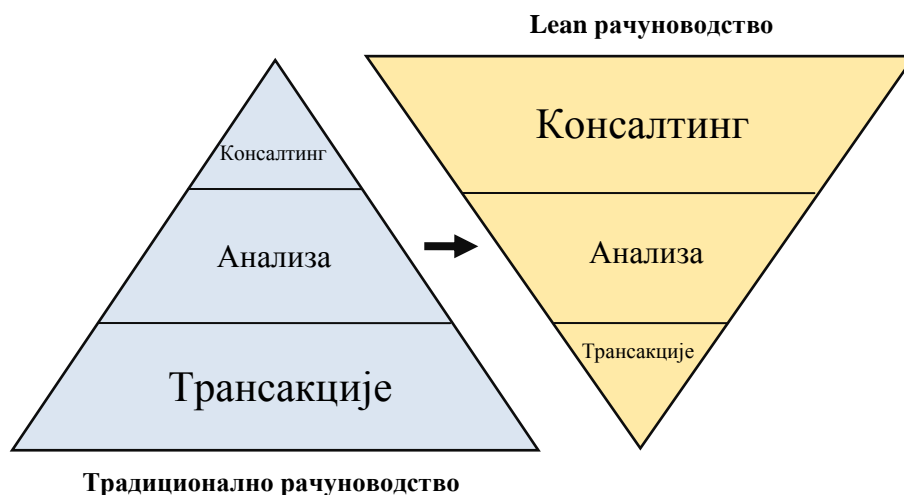 Lean рачуноводство
Консалтинг
Анализа
Трансакције
Консалтинг
Анализа
Трансакције
Традиционално рачуноводство